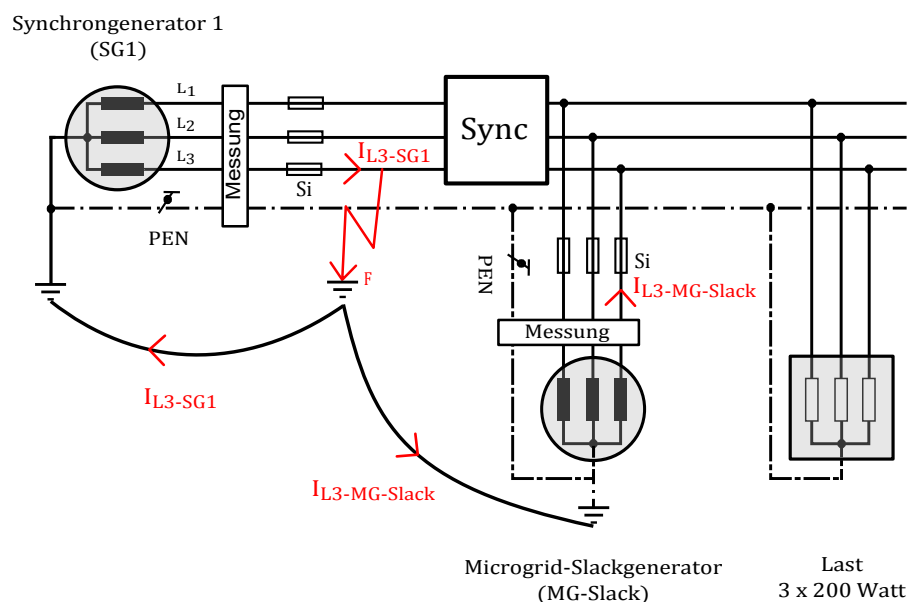 Synchrongenerator 1
(SG1)
L1
L2
L3
Messung
Si
IL3-SG1
Sync
PEN
F
PEN
Si
IL3-MG-Slack
Messung
IL3-SG1
IL3-MG-Slack
Microgrid-Slackgenerator
(MG-Slack)
Last
3 x 200 Watt